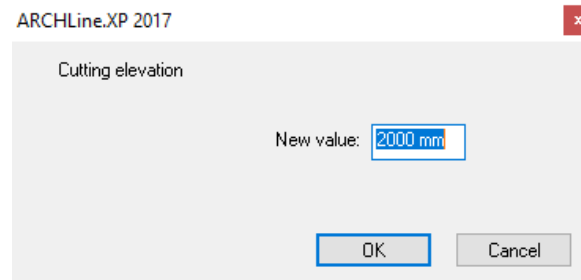 ARCHLine.XP 2017
Cutting elevation
New value: 2000 mm
OK Cancel